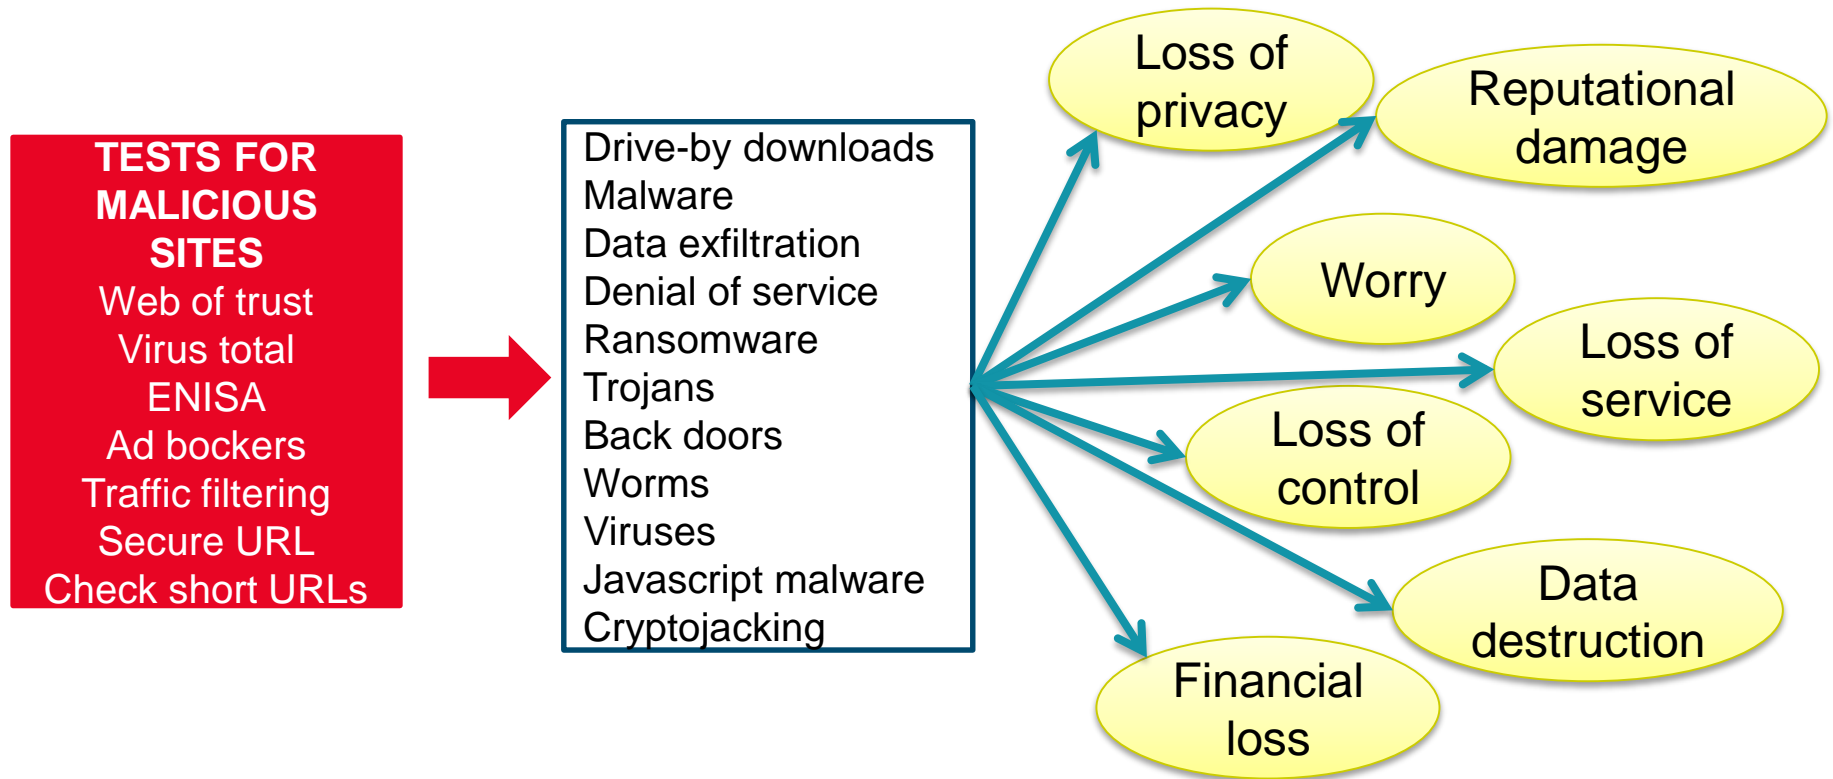 TESTS FOR
MALICIOUS
SITES
Web of trust
Virus total
ENISA
Ad bockers
Traffic filtering
Secure URL
Check short URLs
Drive-by downloads
Malware
Data exfiltration
Denial of service
Ransomware
Trojans
Back doors
Worms
Viruses
Javascript malware
Cryptojacking
Loss of
privacy
Reputational
damage
Worry
Loss of
service
Loss of
control
Data
destruction
Financial
loss